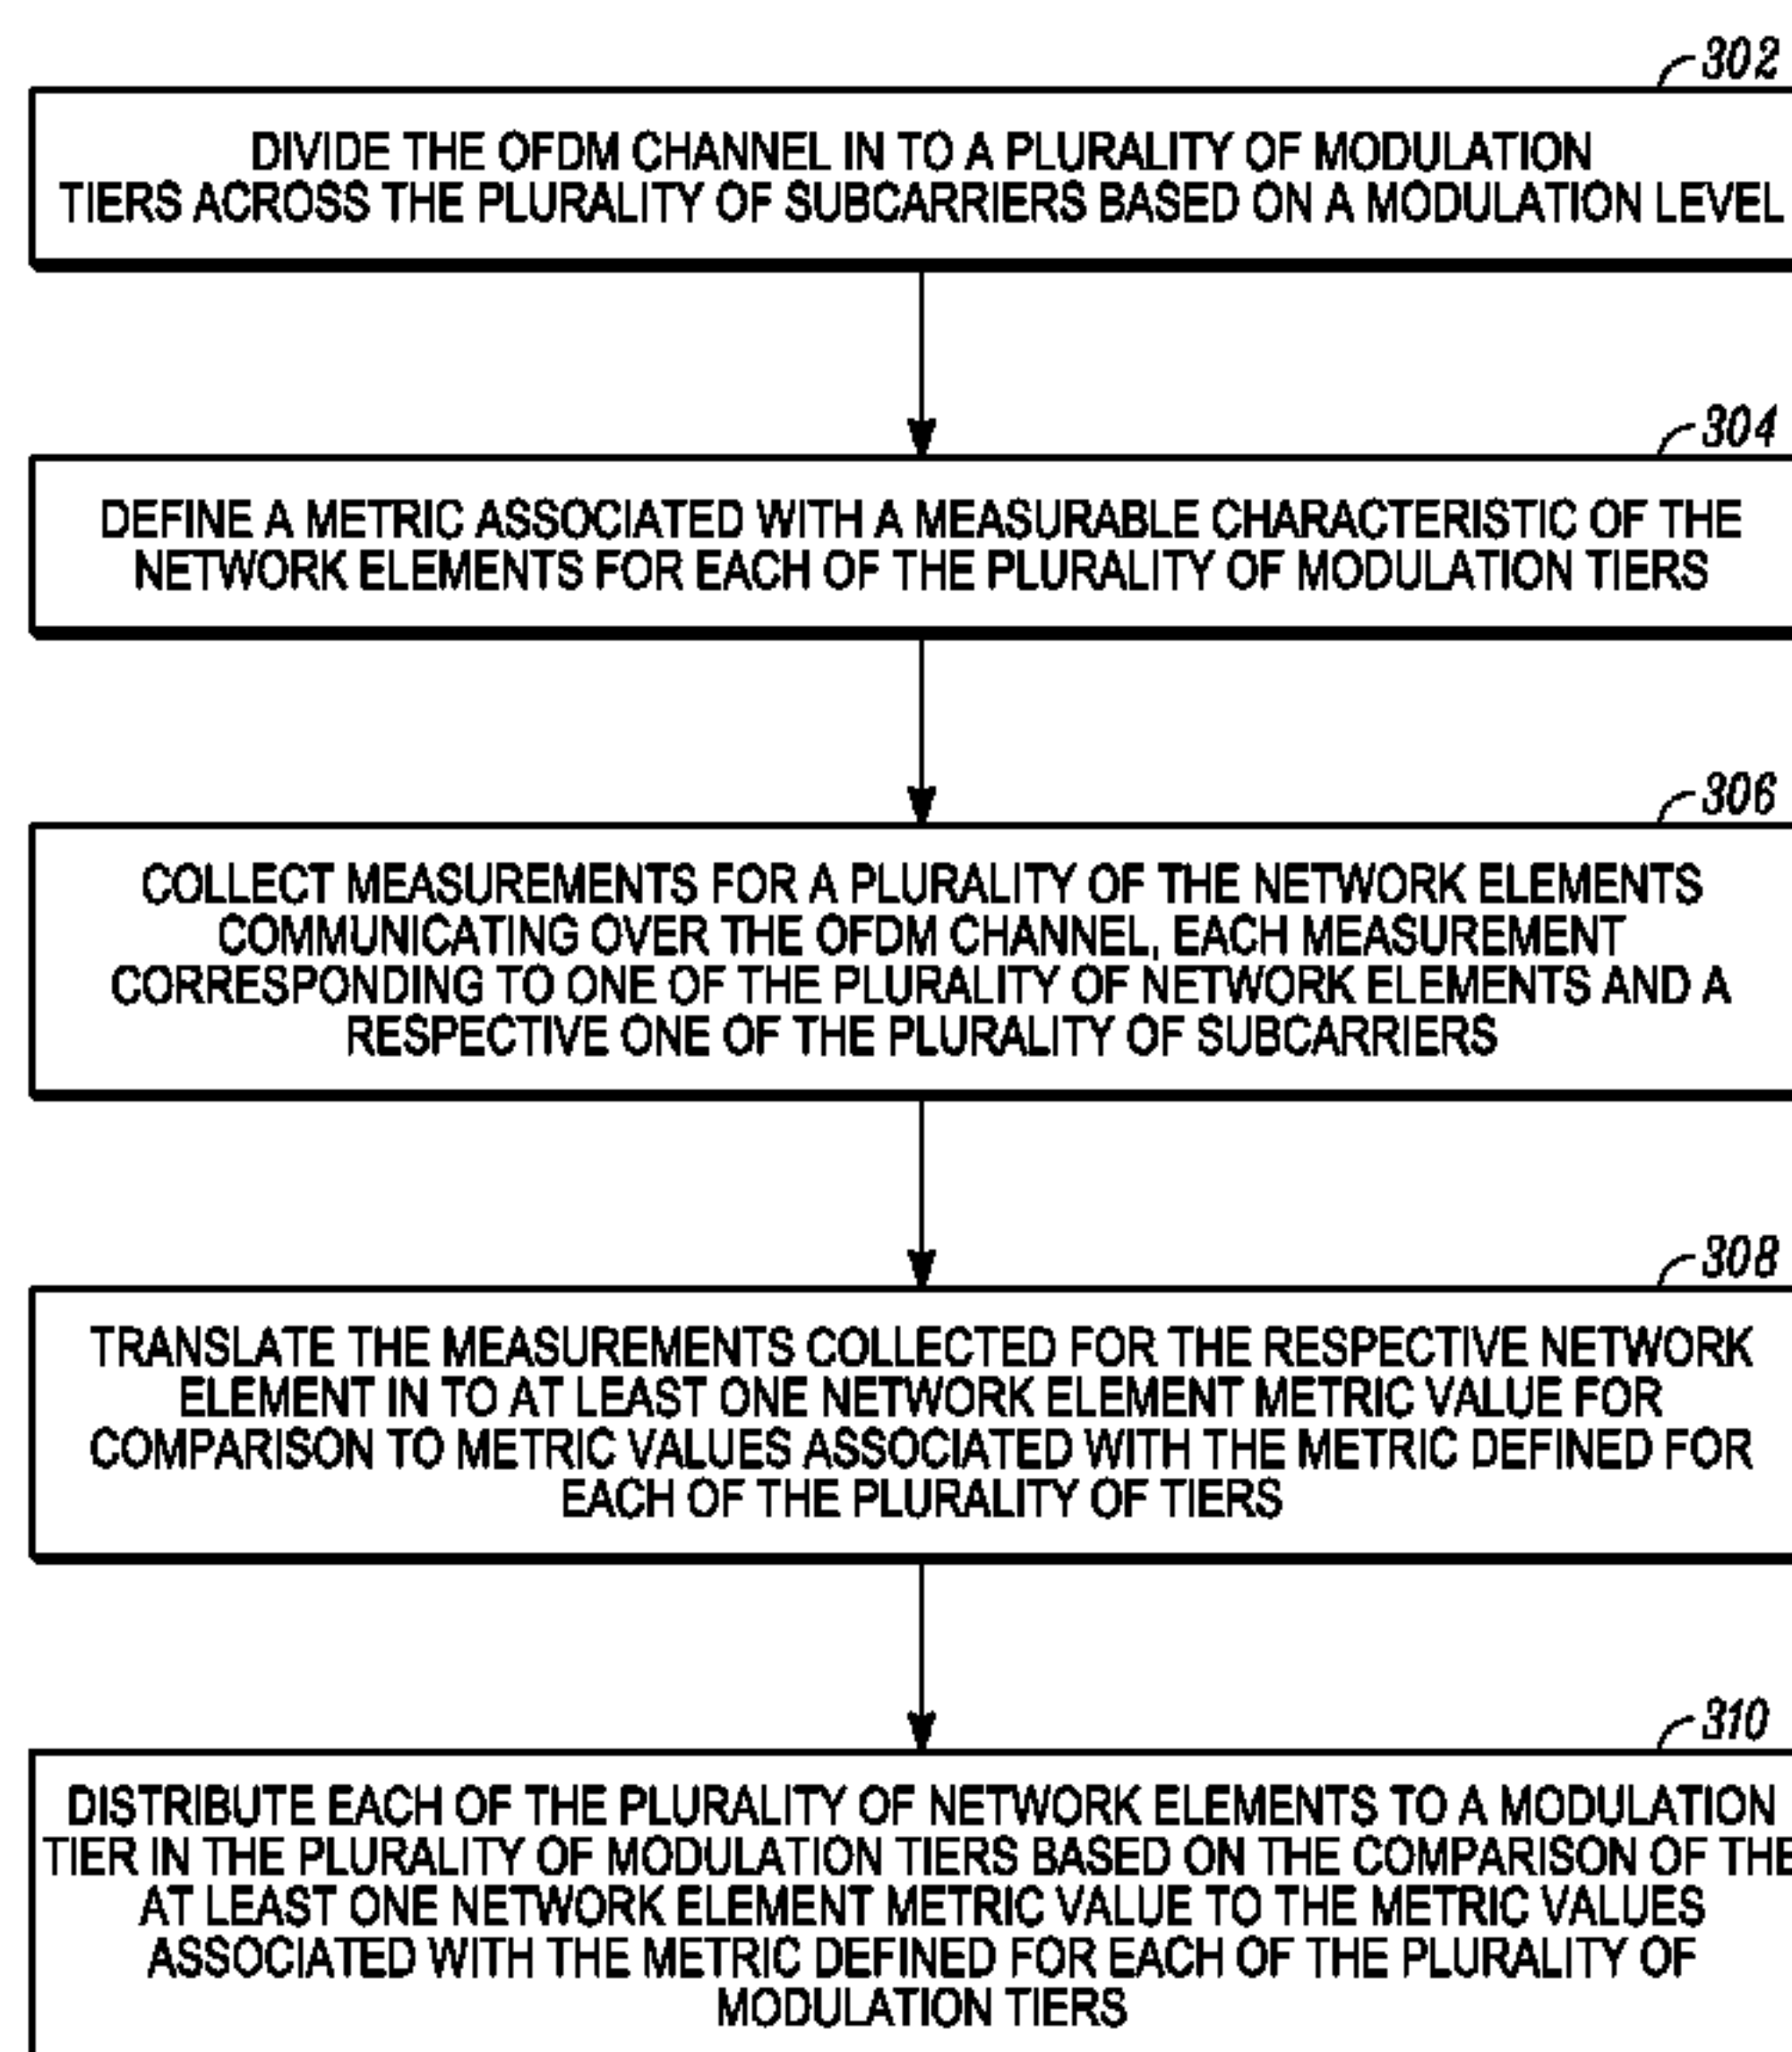 302
DIVIDE THE OFDM CHANNEL IN TO A PLURALITY OF MODULATION
TIERS ACROSS THE PLURALITY OF SUBCARRIERS BASED ON A MODULATION LEVEL
304
DEFINE A METRIC ASSOCIATED WITH A MEASURABLE CHARACTERISTIC OF THE
NETWORK ELEMENTS FOR EACH OF THE PLURALITY OF MODULATION TIERS
306
COLLECT MEASUREMENTS FOR A PLURALITY OF THE NETWORK ELEMENTS
COMMUNICATING OVER THE OFDM CHANNEL, EACH MEASUREMENT
CORRESPONDING TO ONE OF THE PLURALITY OF NETWORK ELEMENTS AND A
RESPECTIVE ONE OF THE PLURALITY OF SUBCARRIERS
308
TRANSLATE THE MEASUREMENTS COLLECTED FOR THE RESPECTIVE NETWORK
ELEMENT IN TO AT LEAST ONE NETWORK ELEMENT METRIC VALUE FOR
COMPARISON TO METRIC VALUES ASSOCIATED WITH THE METRIC DEFINED FOR
EACH OF THE PLURALITY OF TIERS
310
DISTRIBUTE EACH OF THE PLURALITY OF NETWORK ELEMENTS TO A MODULATION
TIER IN THE PLURALITY OF MODULATION TIERS BASED ON THE COMPARISON OF THE
AT LEAST ONE NETWORK ELEMENT METRIC VALUE TO THE METRIC VALUES
ASSOCIATED WITH THE METRIC DEFINED FOR EACH OF THE PLURALITY OF
MODULATION TIERS